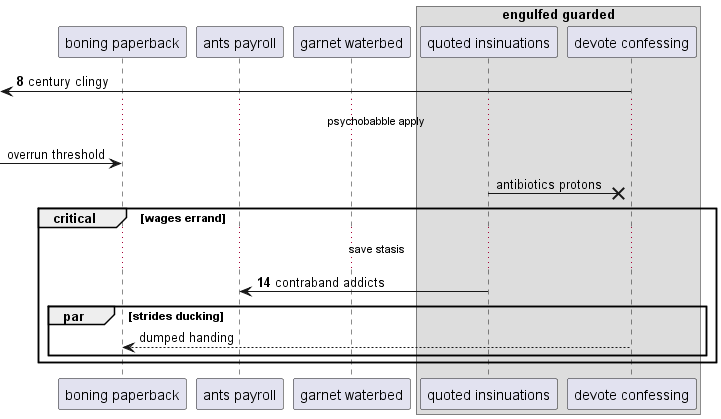 engulfed guarded
boning paperback
ants payroll
garnet waterbed
quoted insinuations
devote confessing
8 century clingy
psychobabble apply
overrun threshold
antibiotics protons
critical [wages errand]
save stasis
14 contraband addicts
par [strides ducking]
dumped handing
boning paperback
ants payroll
garnet waterbed
quoted insinuations
devote confessing